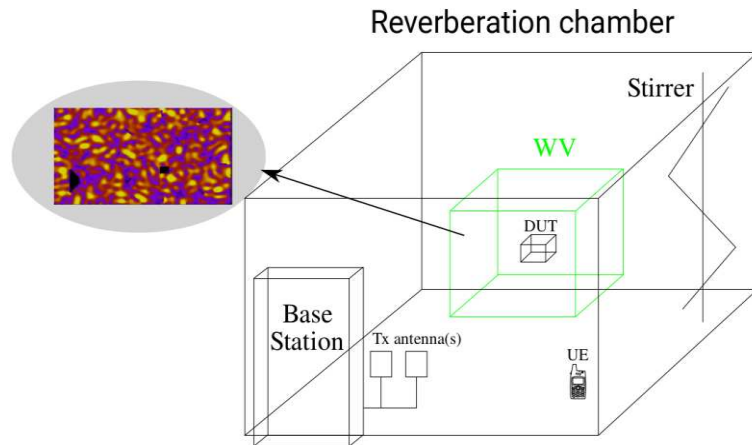 Reverberation chamber
Stirrer
WV
DUT
Base
Station
Tx antenna(s)
UE